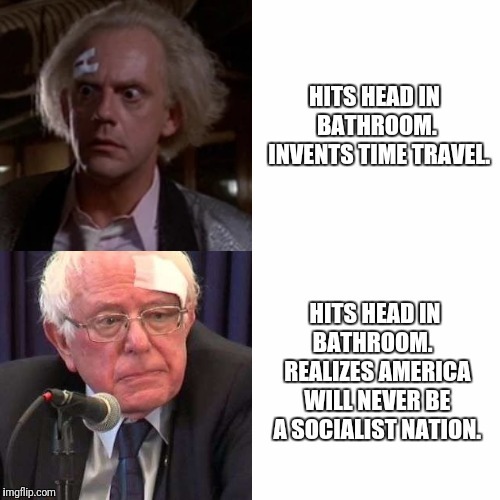 HITS HEAD IN
BATHROOM.
INVENTS TIME TRAVEL.
HITS HEAD IN
BATHROOM.
REALIZES AMERICA
WILL NEVER BE
A SOCIALIST NATION.
imgflip.com